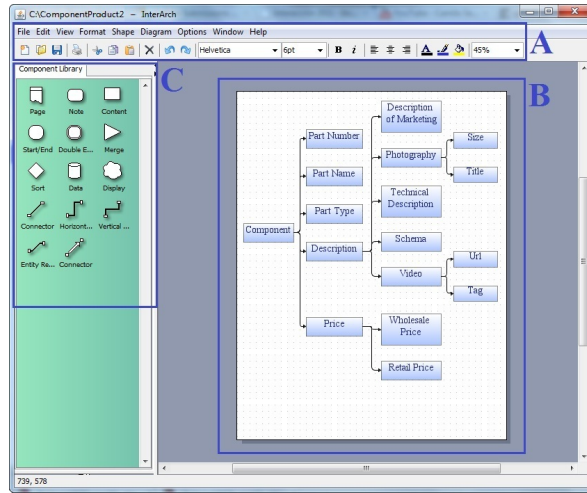 C:\ComponentProduct2 – InterArch
File Edit View Format Shape Diagram Options Window Help
Helvetica 6pt B i A 45%
A
Component Library
C
B
Page Note Content
Start/End Double E... Merge
Sort Data Display
Connector Horizont... Vertical ...
Entity Re... Connector
Description
of Marketing
Part Number
Size
Photography
Part Name
Title
Technical
Description
Part Type
Component
Schema
Description
Url
Video
Tag
Price
Wholesale
Price
Retail Price
739, 578